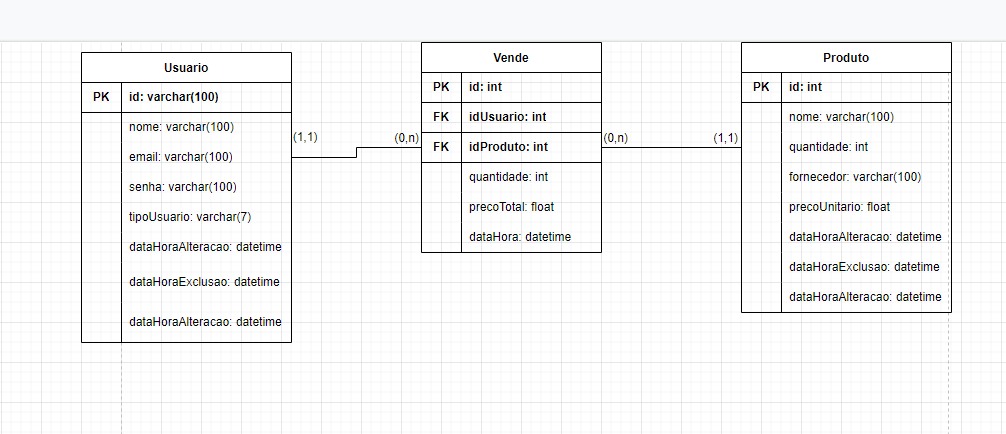 Usuario
PK id: varchar(100)
nome: varchar(100)
email: varchar(100)
senha: varchar(100)
tipoUsuario: varchar(7)
dataHoraAlteracao: datetime
dataHoraExclusao: datetime
dataHoraAlteracao: datetime
(1,1)
(0,n)
Vende
PK id: int
FK idUsuario: int
FK idProduto: int
quantidade: int
precoTotal: float
dataHora: datetime
(0,n)
(1,1)
Produto
PK id: int
nome: varchar(100)
quantidade: int
fornecedor: varchar(100)
precoUnitario: float
dataHoraAlteracao: datetime
dataHoraExclusao: datetime
dataHoraAlteracao: datetime